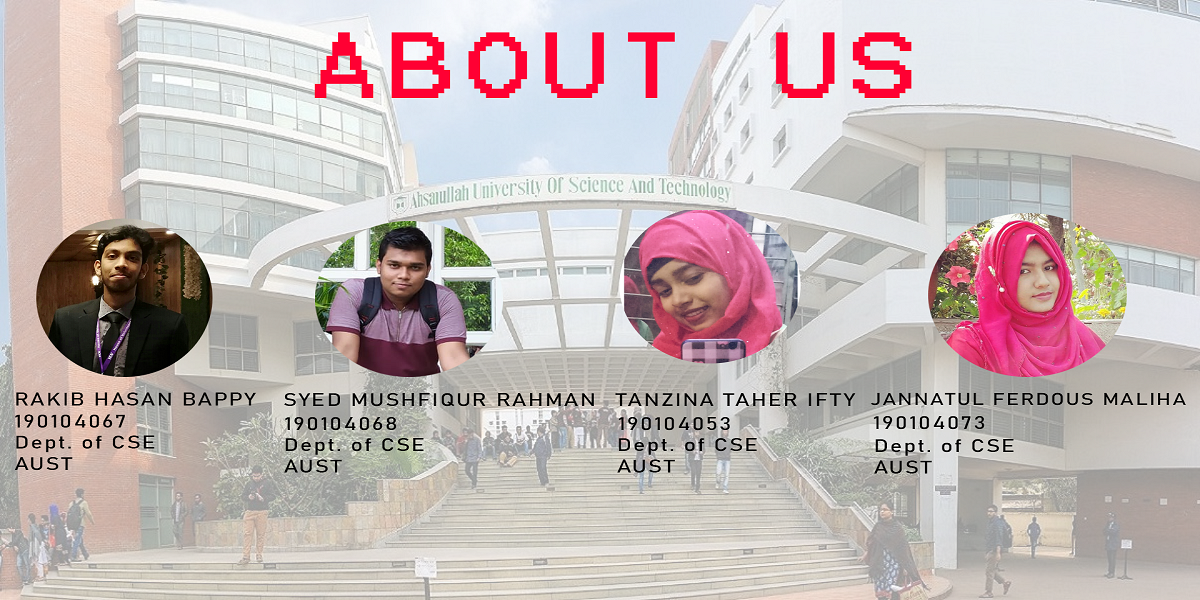 ABOUT US
Ahsanullah University Of Science And Technology
RAKIB HASAN BAPPY
190104067
Dept. of CSE
AUST
SYED MUSHFIQUR RAHMAN
190104068
Dept. of CSE
AUST
TANZINA TAHER IFTY
190104053
Dept. of CSE
AUST
JANNATUL FERDOUS MALIHA
190104073
Dept. of CSE
AUST